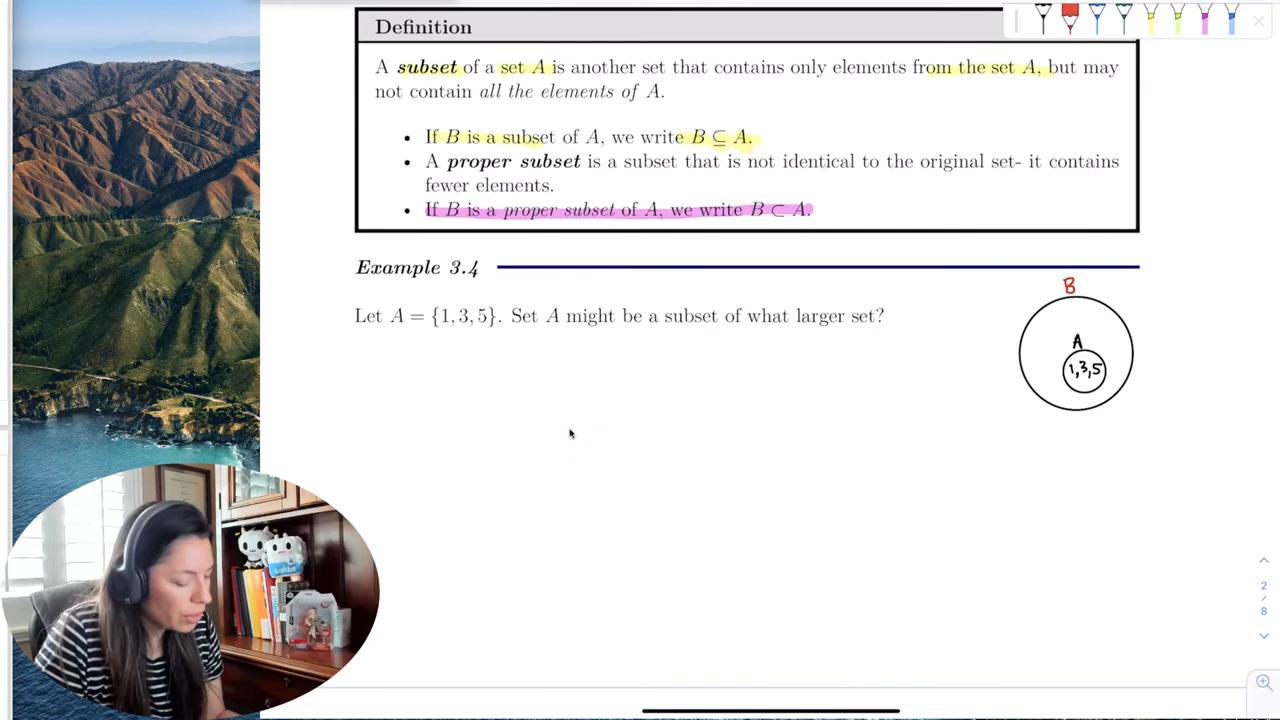 Definition
A subset of a set A is another set that contains only elements from the set A, but may
not contain all the elements of A.
• If B is a subset of A, we write B ⊆ A.
• A proper subset is a subset that is not identical to the original set- it contains
fewer elements.
• If B is a proper subset of A, we write B ⊂ A.
Example 3.4
Let A = {1, 3, 5}. Set A might be a subset of what larger set?
B
A
1,3,5
2
/
8